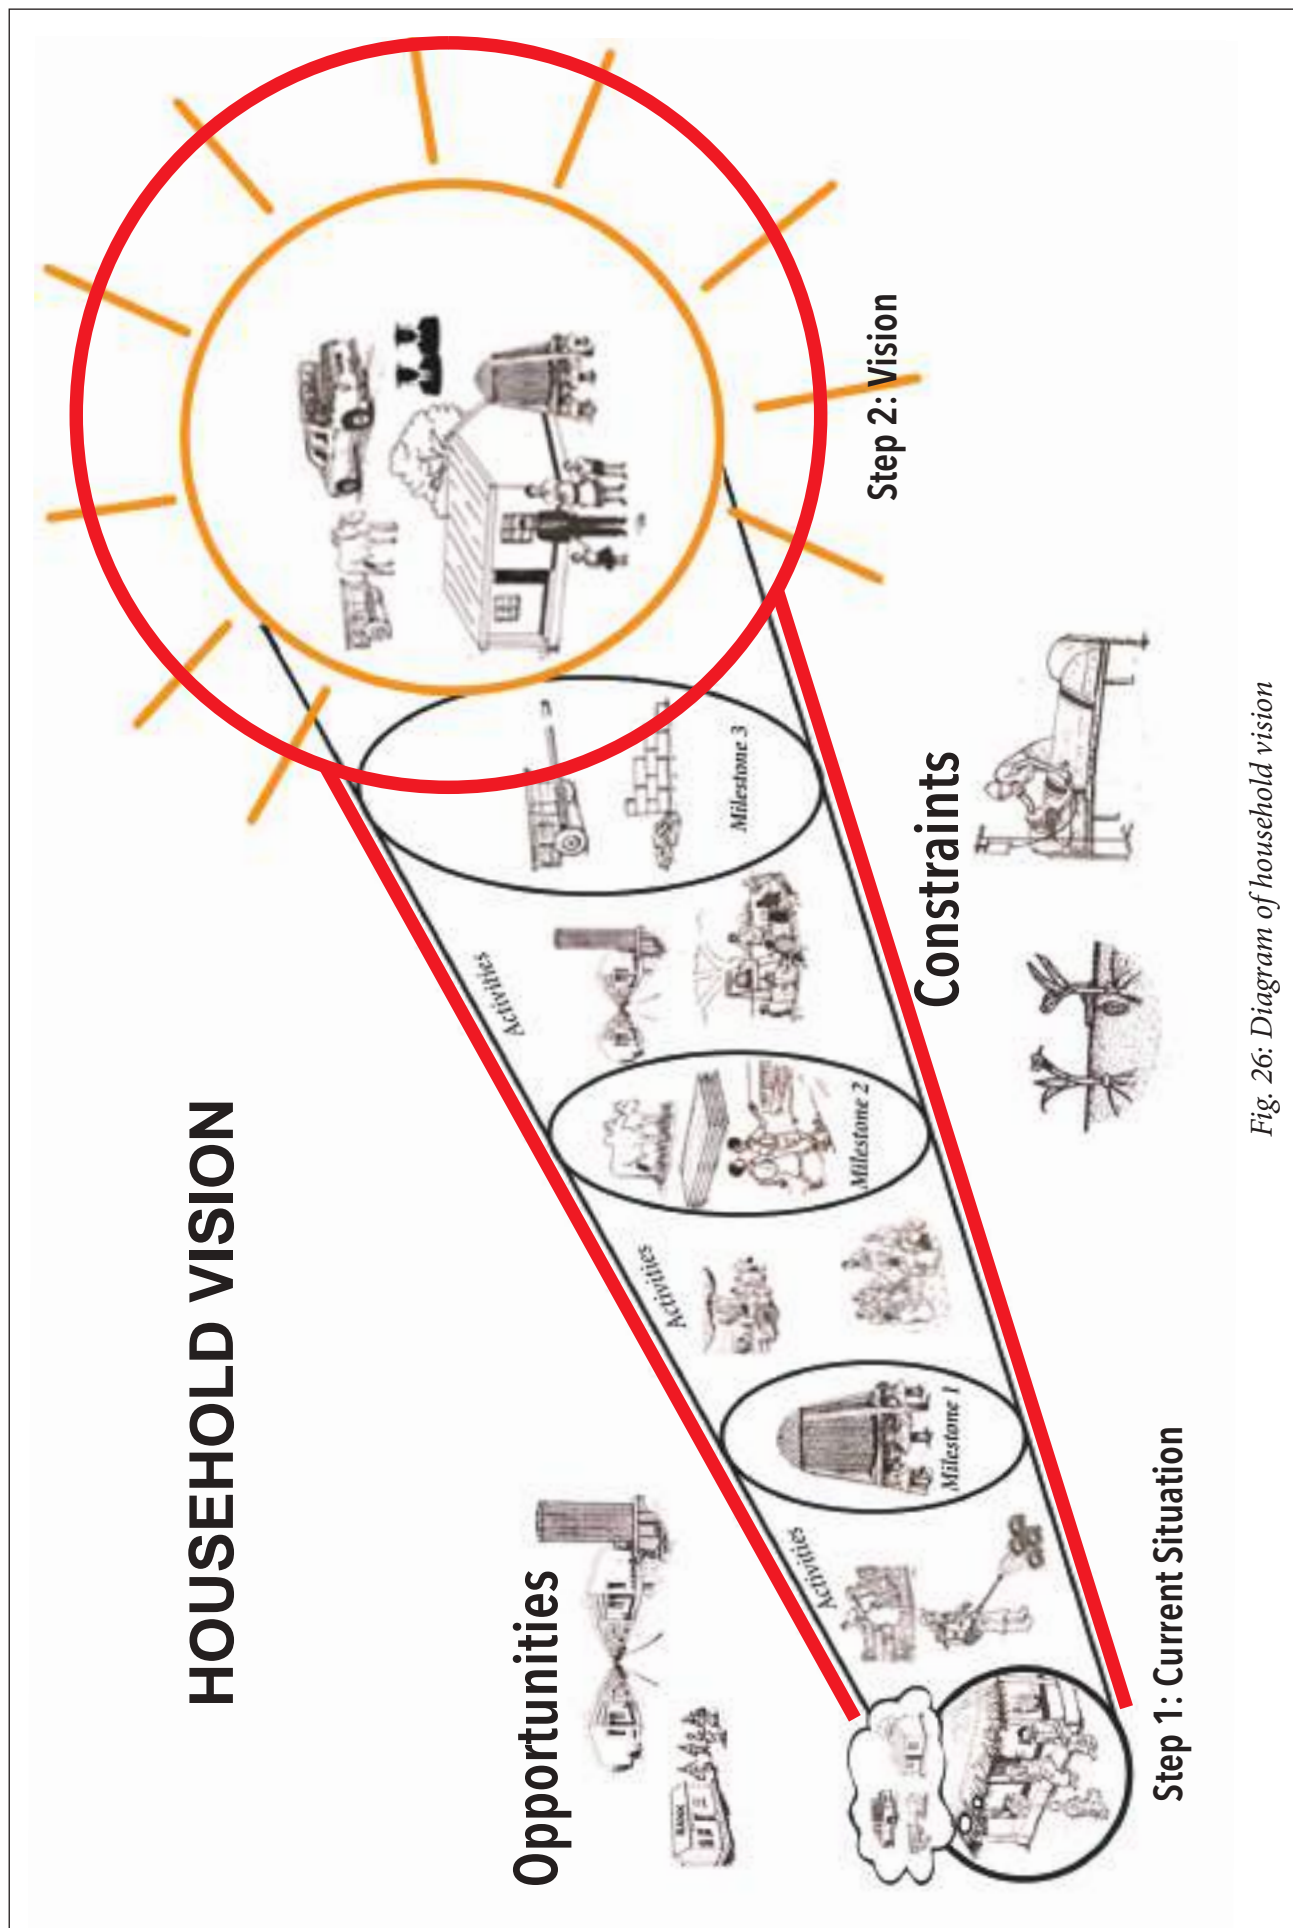 HOUSEHOLD VISION
Opportunities
BANK
Step 2: Vision
Milestone 3
Activities
Milestone 2
Activities
Milestone 1
Activities
Constraints
Step 1: Current Situation
Fig. 26: Diagram of household vision